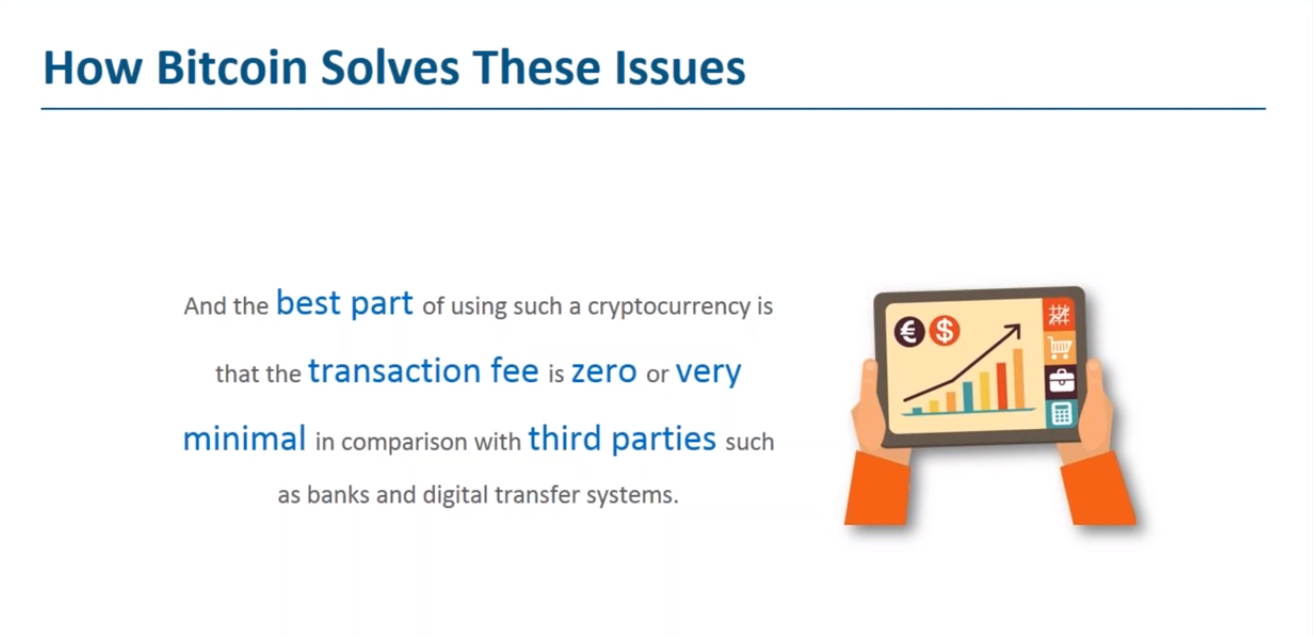 How Bitcoin Solves These Issues
And the best part of using such a cryptocurrency is
that the transaction fee is zero or very
minimal in comparison with third parties such
as banks and digital transfer systems.
€ $